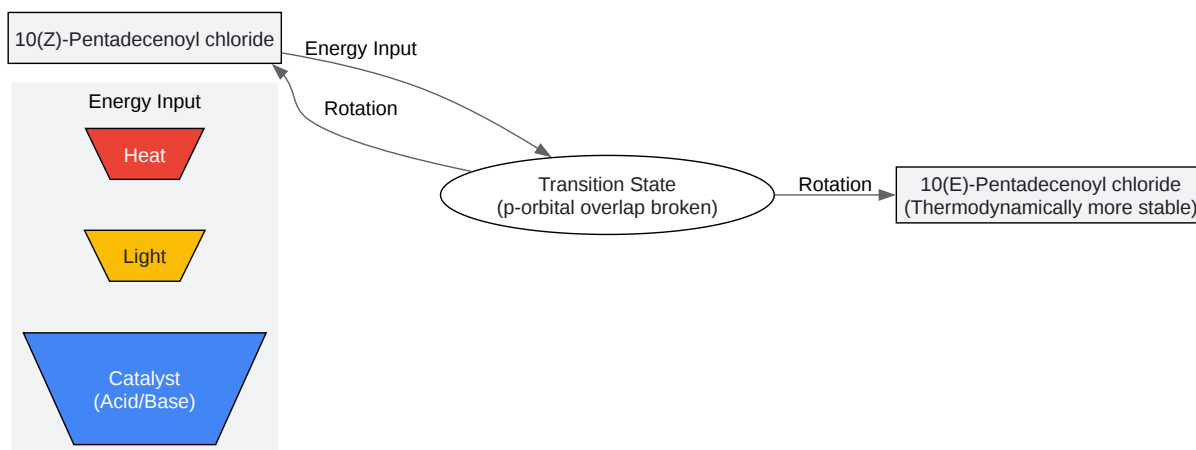 10(Z)-Pentadecenoyl chloride
Energy Input
Energy Input
Rotation
Heat
Transition State
(p-orbital overlap broken)
Rotation
10(E)-Pentadecenoyl chloride
(Thermodynamically more stable)
Light
Catalyst
(Acid/Base)